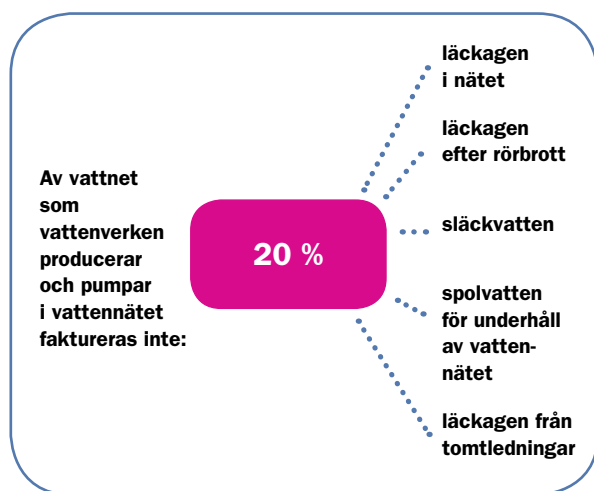 Av vattnet
som
vattenverken
producerar
och pumpar
i vattennätet
faktureras inte:
20 %
läckagen
i nätet
läckagen
efter rörbrott
släckvatten
spolvatten
för underhåll
av vatten-
nätet
läckagen från
tomtledningar